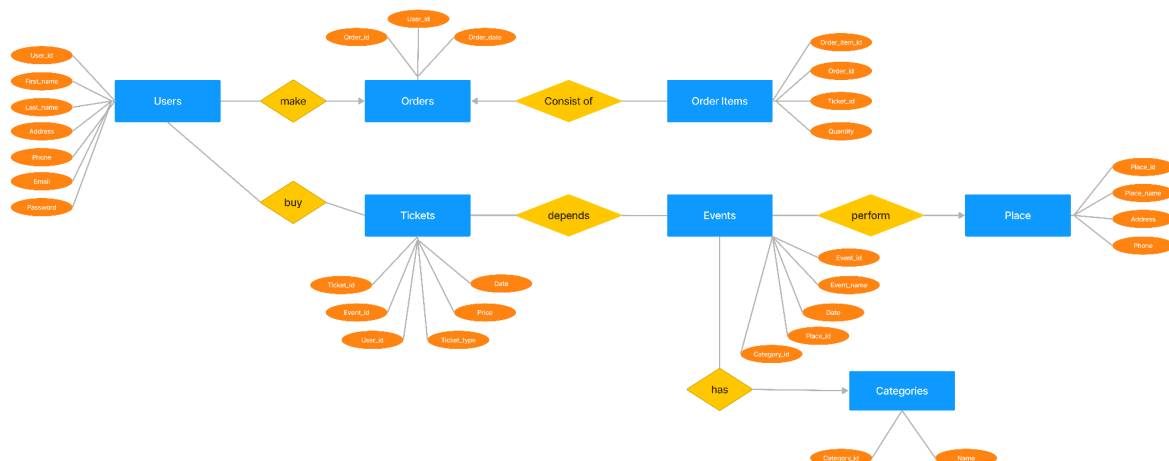 User_id
Order_id
Order_date
Order_item_id
User_id
First_name
Last_name
Address
Phone
Email
Password
Users
make
Orders
Consist of
Order Items
Order_id
Ticket_id
Quantity
buy
Tickets
depends
Events
perform
Place
Place_id
Place_name
Address
Phone
Ticket_id
Event_id
User_id
Date
Price
Ticket_type
Event_id
Event_name
Date
Place_id
Category_id
has
Categories
Category_id
Name